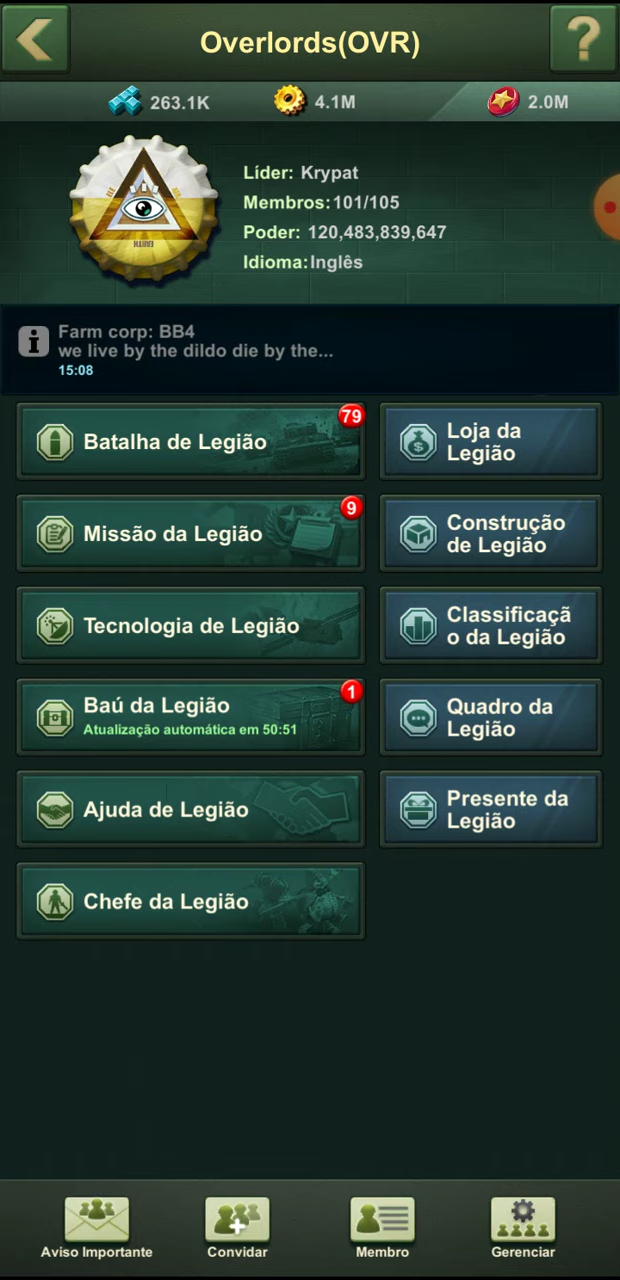 Overlords(OVR)
?
263.1K
4.1M
2.0M
Líder: Krypat
Membros:101/105
Poder: 120,483,839,647
Idioma:Inglês
Farm corp: BB4
we live by the dildo die by the...
15:08
Batalha de Legião
79
Loja da
Legião
Missão da Legião
9
Construção
de Legião
Tecnologia de Legião
Classificaçã
o da Legião
Baú da Legião
1
Atualização automática em 50:51
Quadro da
Legião
Ajuda de Legião
Presente da
Legião
Chefe da Legião
Aviso Importante
Convidar
Membro
Gerenciar